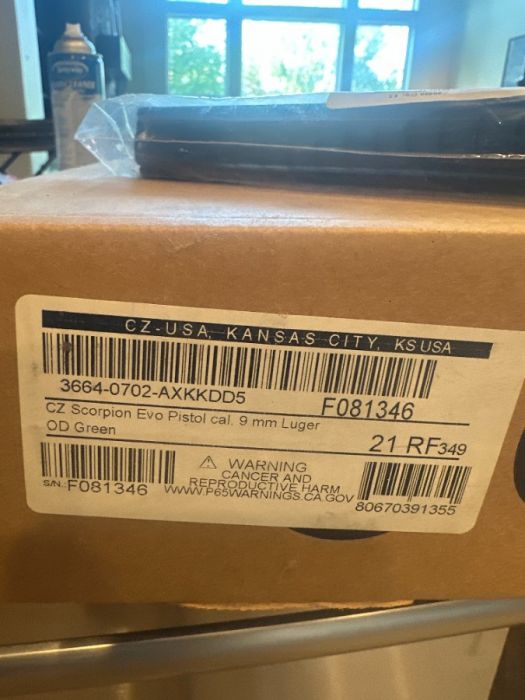 CZ-USA, KANSAS CITY, KS USA
3664-0702-AXKKDD5
F081346
CZ Scorpion Evo Pistol cal. 9 mm Luger
OD Green
21 RF349
⚠ WARNING
CANCER AND
REPRODUCTIVE HARM
WWW.P65WARNINGS.CA.GOV
S/N.:F081346
80670391355